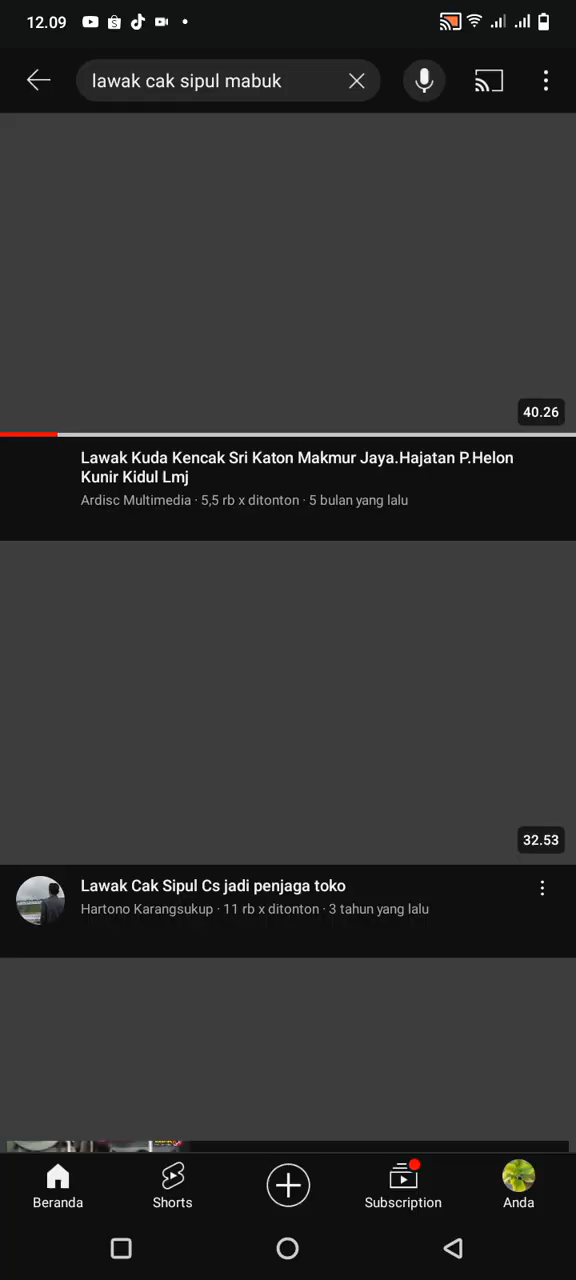 12.09
lawak cak sipul mabuk
40.26
Lawak Kuda Kencak Sri Katon Makmur Jaya.Hajatan P.Helon
Kunir Kidul Lmj
Ardisc Multimedia · 5,5 rb x ditonton · 5 bulan yang lalu
32.53
Lawak Cak Sipul Cs jadi penjaga toko
Hartono Karangsukup · 11 rb x ditonton · 3 tahun yang lalu
Beranda Shorts Subscription Anda